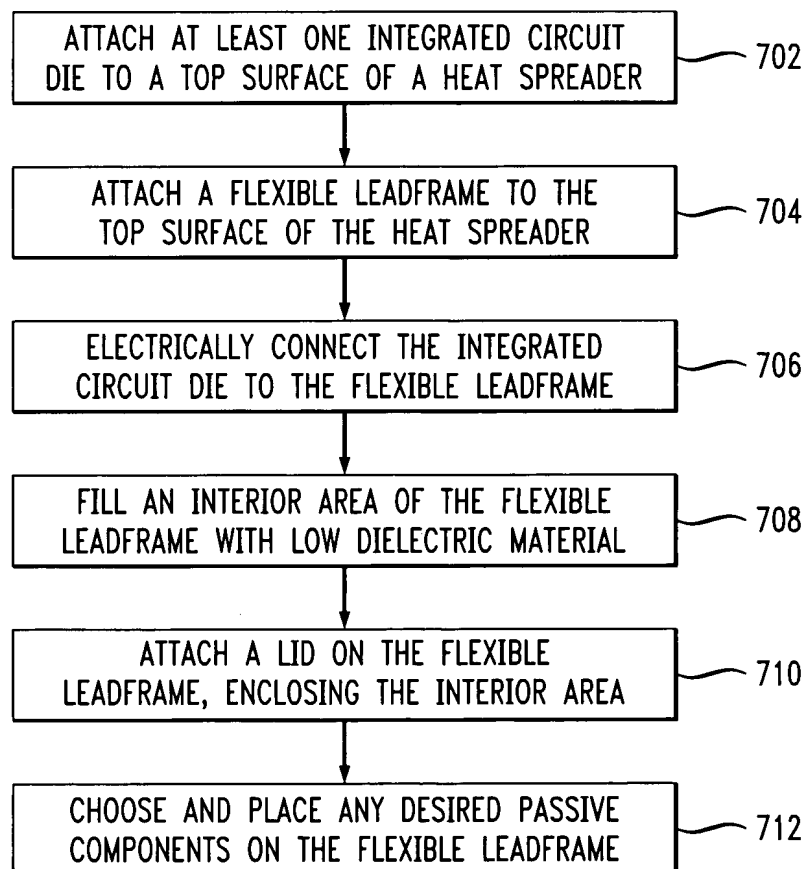 ATTACH AT LEAST ONE INTEGRATED CIRCUIT
DIE TO A TOP SURFACE OF A HEAT SPREADER
702
ATTACH A FLEXIBLE LEADFRAME TO THE
TOP SURFACE OF THE HEAT SPREADER
704
ELECTRICALLY CONNECT THE INTEGRATED
CIRCUIT DIE TO THE FLEXIBLE LEADFRAME
706
FILL AN INTERIOR AREA OF THE FLEXIBLE
LEADFRAME WITH LOW DIELECTRIC MATERIAL
708
ATTACH A LID ON THE FLEXIBLE
LEADFRAME, ENCLOSING THE INTERIOR AREA
710
CHOOSE AND PLACE ANY DESIRED PASSIVE
COMPONENTS ON THE FLEXIBLE LEADFRAME
712